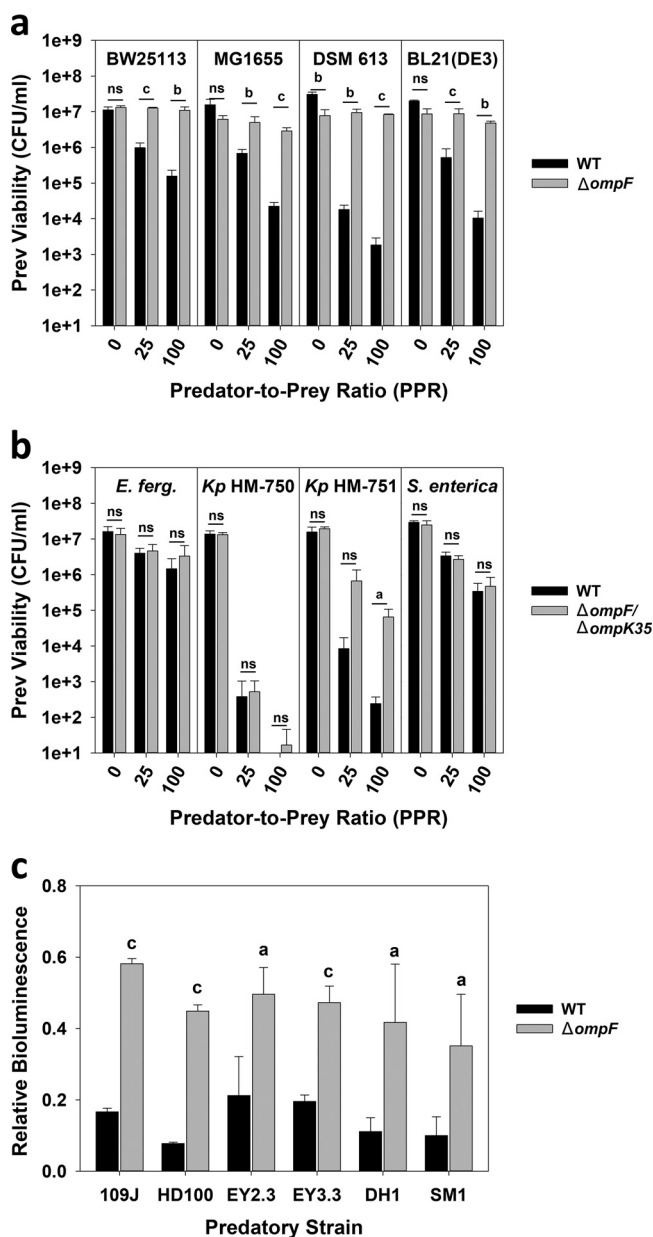 a
BW25113 MG1655 DSM 613 BL21(DE3)
1e+9
1e+8
1e+7
1e+6
1e+5
1e+4
1e+3
1e+2
1e+1
ns c b ns b c b b c ns c b
Prey Viability (CFU/ml)
0 25 100 0 25 100 0 25 100 0 25 100
Predator-to-Prey Ratio (PPR)
WT
ΔompF
b
E. ferg. Kp HM-750 Kp HM-751 S. enterica
1e+9
1e+8
1e+7
1e+6
1e+5
1e+4
1e+3
1e+2
1e+1
ns ns ns ns ns ns ns ns a ns ns ns
Prey Viability (CFU/ml)
0 25 100 0 25 100 0 25 100 0 25 100
Predator-to-Prey Ratio (PPR)
WT
ΔompF/
ΔompK35
c
0.8
0.6
0.4
0.2
0.0
c c a c a a
Relative Bioluminescence
109J HD100 EY2.3 EY3.3 DH1 SM1
Predatory Strain
WT
ΔompF